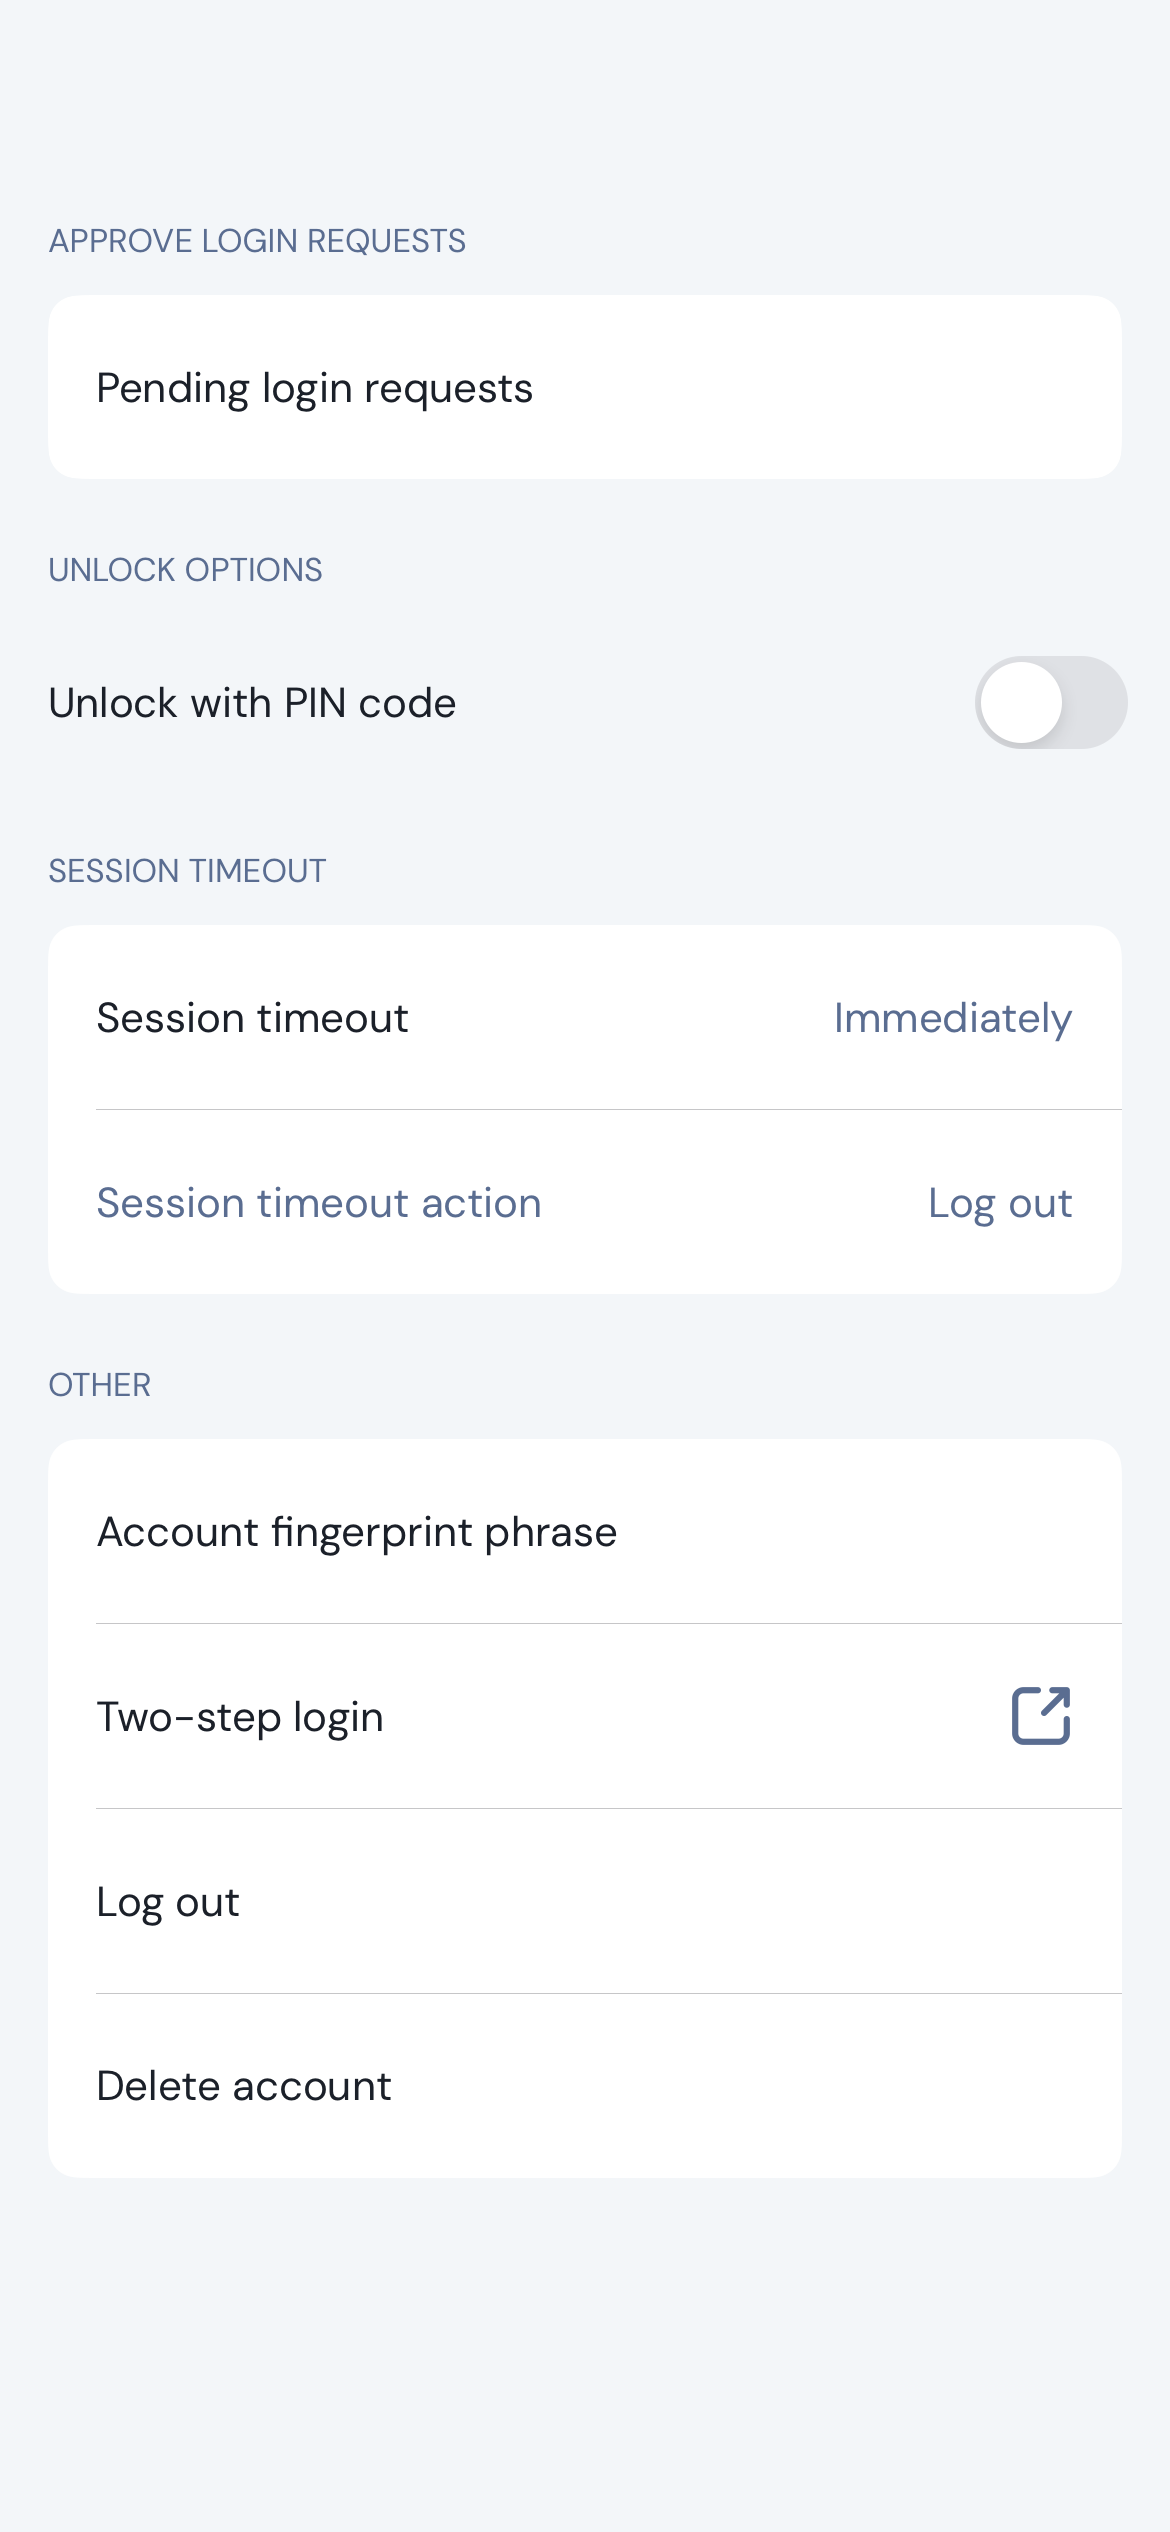 APPROVE LOGIN REQUESTS
Pending login requests
UNLOCK OPTIONS
Unlock with PIN code
SESSION TIMEOUT
Session timeout Immediately
Session timeout action Log out
OTHER
Account fingerprint phrase
Two-step login
Log out
Delete account